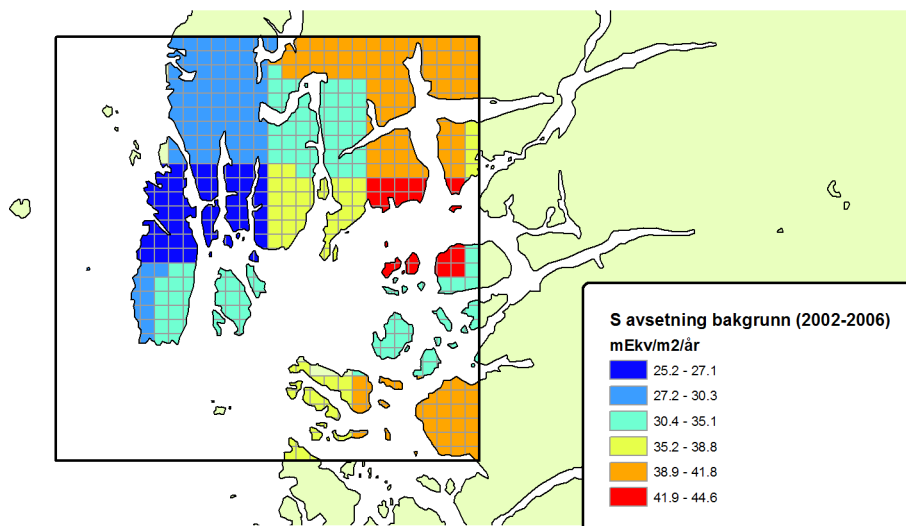 S avsetning bakgrunn (2002-2006)
mEkv/m2/år
25.2 - 27.1
27.2 - 30.3
30.4 - 35.1
35.2 - 38.8
38.9 - 41.8
41.9 - 44.6